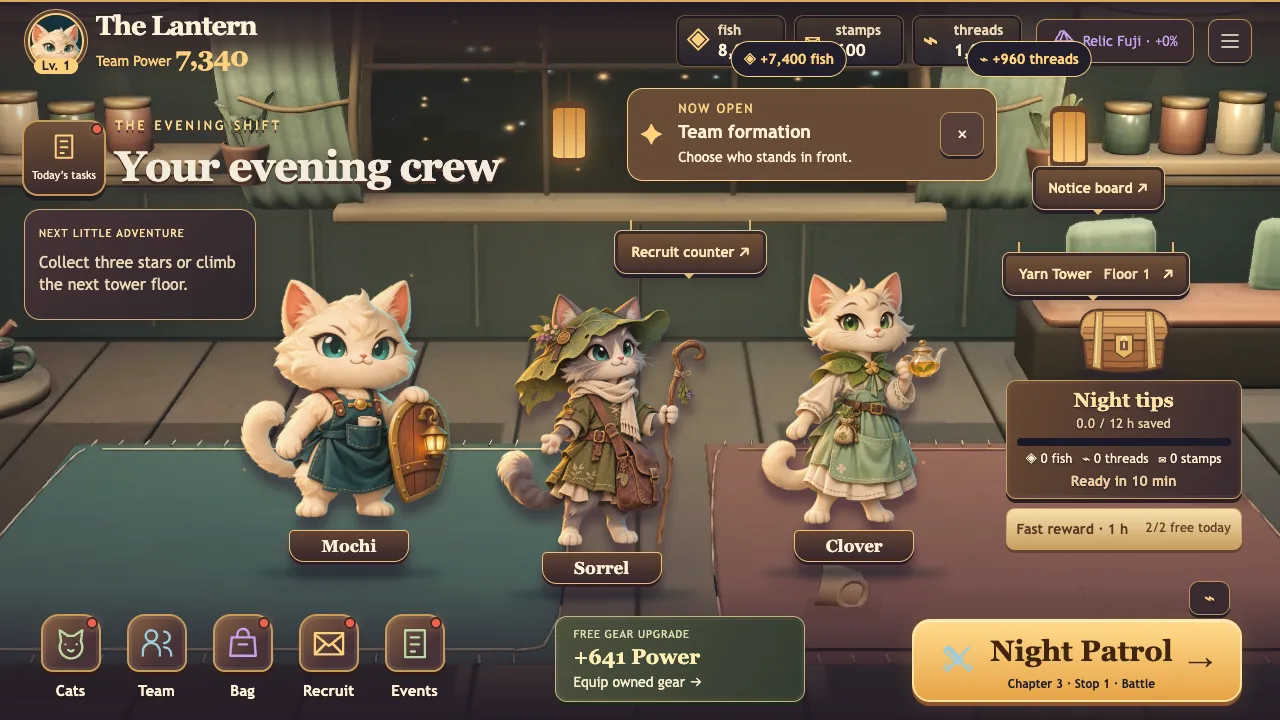 The Lantern
Lv. 1
Team Power 7,340
fish
8,
stamps
threads
1,
Relic Fuji · +0%
+7,400 fish
+960 threads
THE EVENING SHIFT
Your evening crew
Today's tasks
NOW OPEN
Team formation
Choose who stands in front.
×
Notice board ↗
NEXT LITTLE ADVENTURE
Collect three stars or climb
the next tower floor.
Recruit counter ↗
Yarn Tower Floor 1 ↗
Night tips
0.0 / 12 h saved
0 fish 0 threads 0 stamps
Ready in 10 min
Fast reward · 1 h 2/2 free today
Mochi
Sorrel
Clover
Cats
Team
Bag
Recruit
Events
FREE GEAR UPGRADE
+641 Power
Equip owned gear →
Night Patrol →
Chapter 3 · Stop 1 · Battle